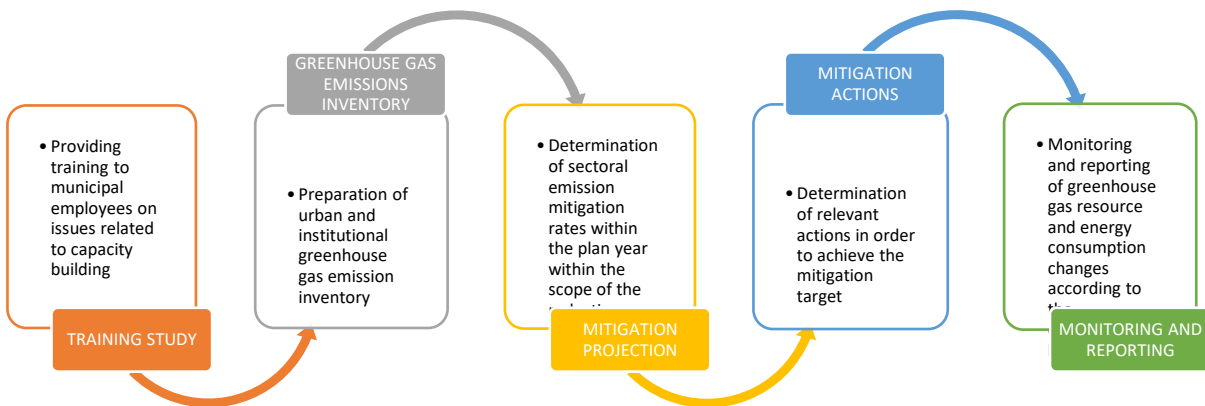 • Providing
training to
municipal
employees on
issues related
to capacity
building
TRAINING STUDY
GREENHOUSE GAS
EMISSIONS
INVENTORY
• Preparation of
urban and
institutional
greenhouse
gas emission
inventory
• Determination
of sectoral
emission
mitigation
rates within
the plan year
within the
scope of the
MITIGATION
PROJECTION
MITIGATION
ACTIONS
• Determination
of relevant
actions in order
to achieve the
mitigation
target
• Monitoring
and reporting
of greenhouse
gas resource
and energy
consumption
changes
according to
MONITORING AND
REPORTING